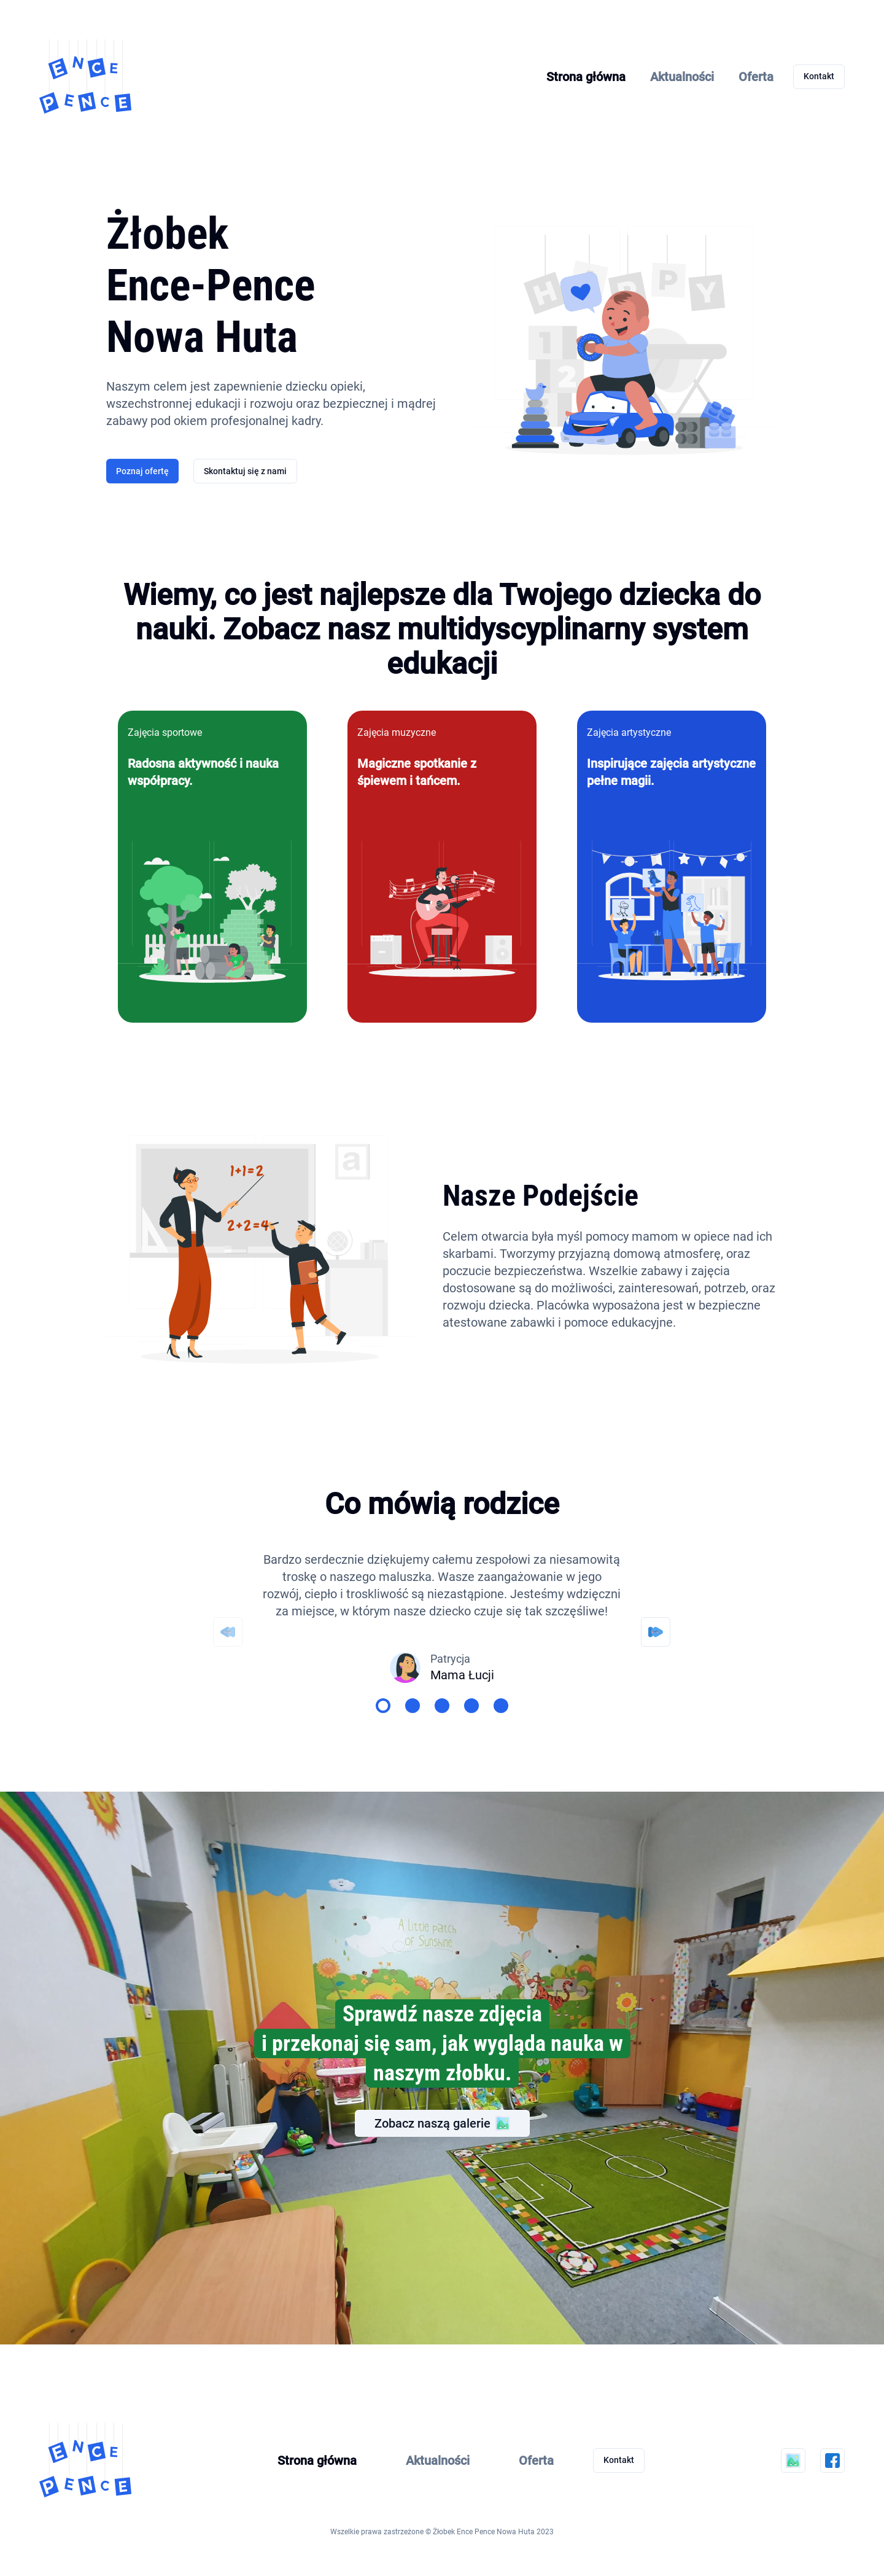 ENCE
PENCE
Strona główna
Aktualności
Oferta
Kontakt
Żłobek
Ence-Pence
Nowa Huta
Naszym celem jest zapewnienie dziecku opieki,
wszechstronnej edukacji i rozwoju oraz bezpiecznej i mądrej
zabawy pod okiem profesjonalnej kadry.
Poznaj ofertę
Skontaktuj się z nami
H PPY
1
2
Wiemy, co jest najlepsze dla Twojego dziecka do
nauki. Zobacz nasz multidyscyplinarny system
edukacji
Zajęcia sportowe
Radosna aktywność i nauka
współpracy.
Zajęcia muzyczne
Magiczne spotkanie z
śpiewem i tańcem.
Zajęcia artystyczne
Inspirujące zajęcia artystyczne
pełne magii.
1+1=2
2+2=4
a
Nasze Podejście
Celem otwarcia była myśl pomocy mamom w opiece nad ich
skarbami. Tworzymy przyjazną domową atmosferę, oraz
poczucie bezpieczeństwa. Wszelkie zabawy i zajęcia
dostosowane są do możliwości, zainteresowań, potrzeb, oraz
rozwoju dziecka. Placówka wyposażona jest w bezpieczne
atestowane zabawki i pomoce edukacyjne.
Co mówią rodzice
Bardzo serdecznie dziękujemy całemu zespołowi za niesamowitą
troskę o naszego maluszka. Wasze zaangażowanie w jego
rozwój, ciepło i troskliwość są niezastąpione. Jesteśmy wdzięczni
za miejsce, w którym nasze dziecko czuje się tak szczęśliwe!
Patrycja
Mama Łucji
A little patch
of Sunshine
Sprawdź nasze zdjęcia
i przekonaj się sam, jak wygląda nauka w
naszym złobku.
Zobacz naszą galerie
ENCE
PENCE
Strona główna
Aktualności
Oferta
Kontakt
Wszelkie prawa zastrzeżone © Żłobek Ence Pence Nowa Huta 2023